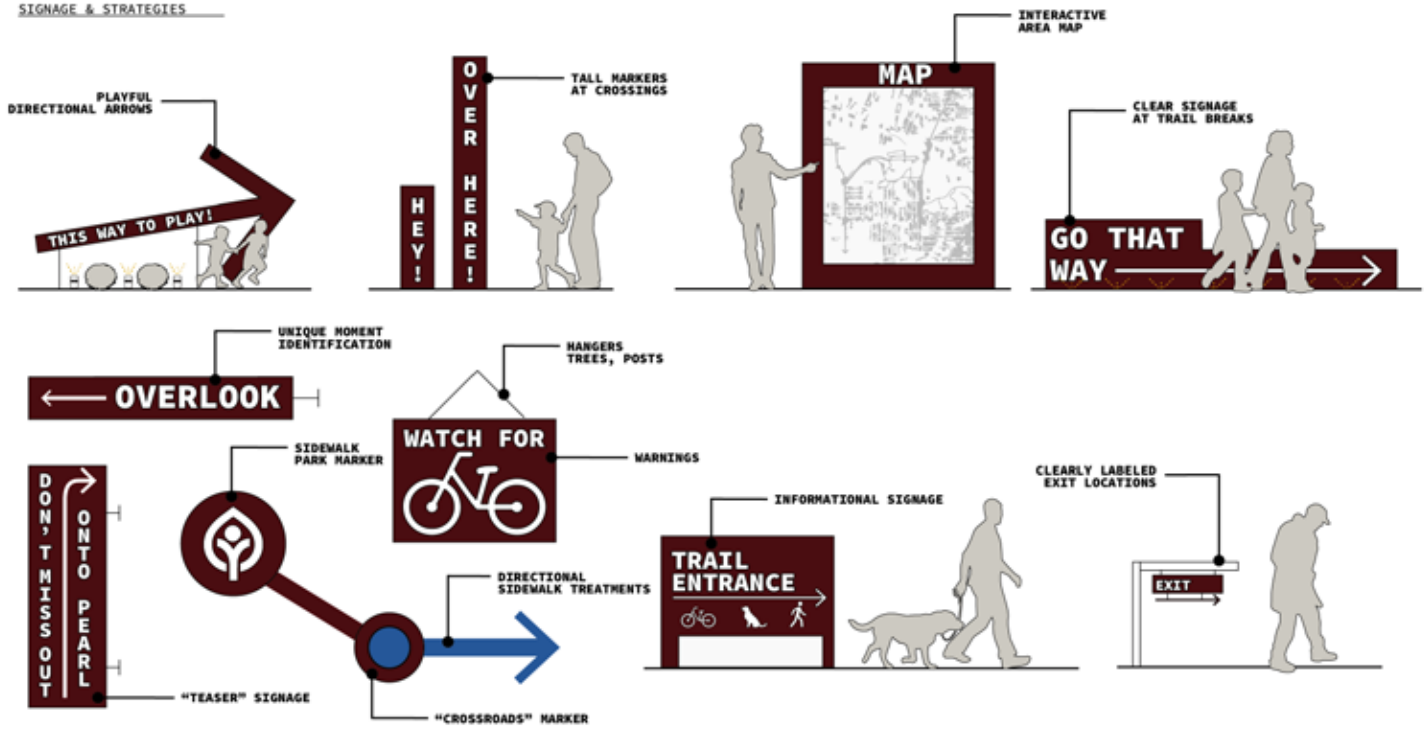 SIGNAGE & STRATEGIES
PLAYFUL
DIRECTIONAL ARROWS
THIS WAY TO PLAY!
TALL MARKERS
AT CROSSINGS
HEY!
OVER HERE!
INTERACTIVE
AREA MAP
MAP
CLEAR SIGNAGE
AT TRAIL BREAKS
GO THAT
WAY
UNIQUE MOMENT
IDENTIFICATION
OVERLOOK
HANGERS
TREES, POSTS
WATCH FOR
WARNINGS
SIDEWALK
PARK MARKER
DON'T MISS OUT
ONTO PEARL
"TEASER" SIGNAGE
DIRECTIONAL
SIDEWALK TREATMENTS
"CROSSROADS" MARKER
INFORMATIONAL SIGNAGE
TRAIL
ENTRANCE
CLEARLY LABELED
EXIT LOCATIONS
EXIT